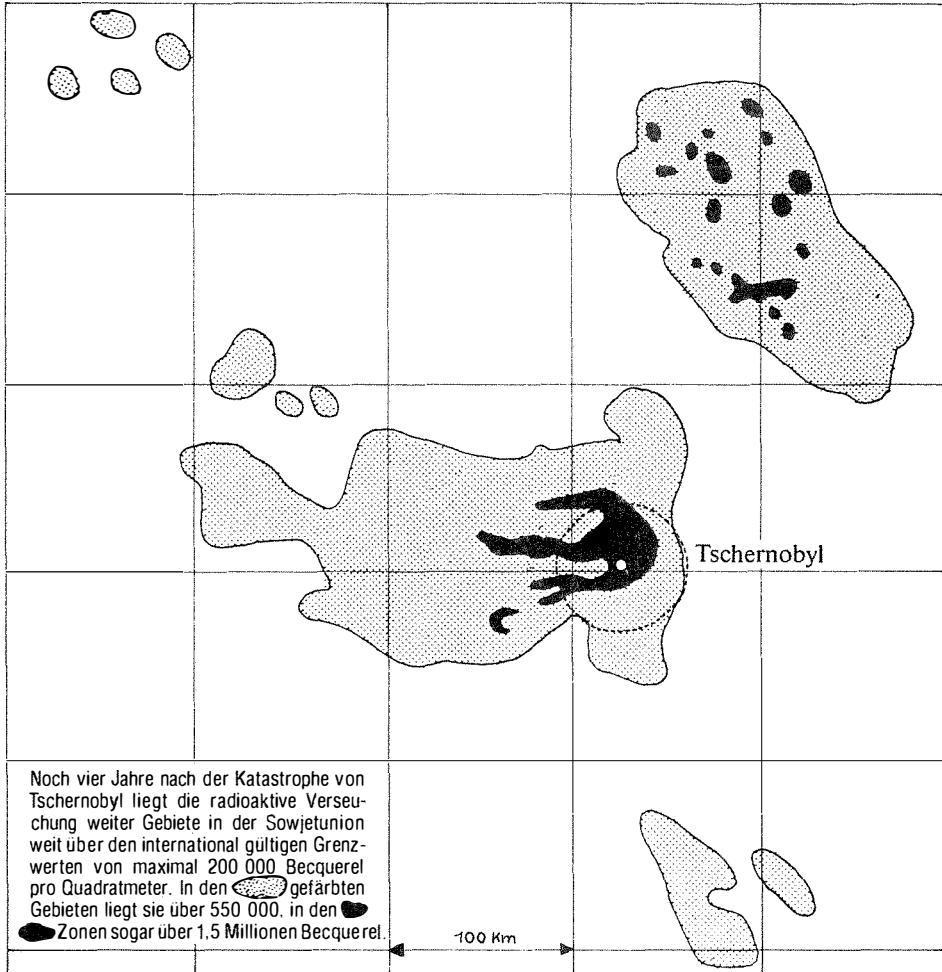 Tschernobyl
Noch vier Jahre nach der Katastrophe von
Tschernobyl liegt die radioaktive Verseu-
chung weiter Gebiete in der Sowjetunion
weit über den international gültigen Grenz-
werten von maximal 200 000 Becquerel
pro Quadratmeter. In den gefärbten
Gebieten liegt sie über 550 000, in den
Zonen sogar über 1,5 Millionen Becquerel.
100 Km